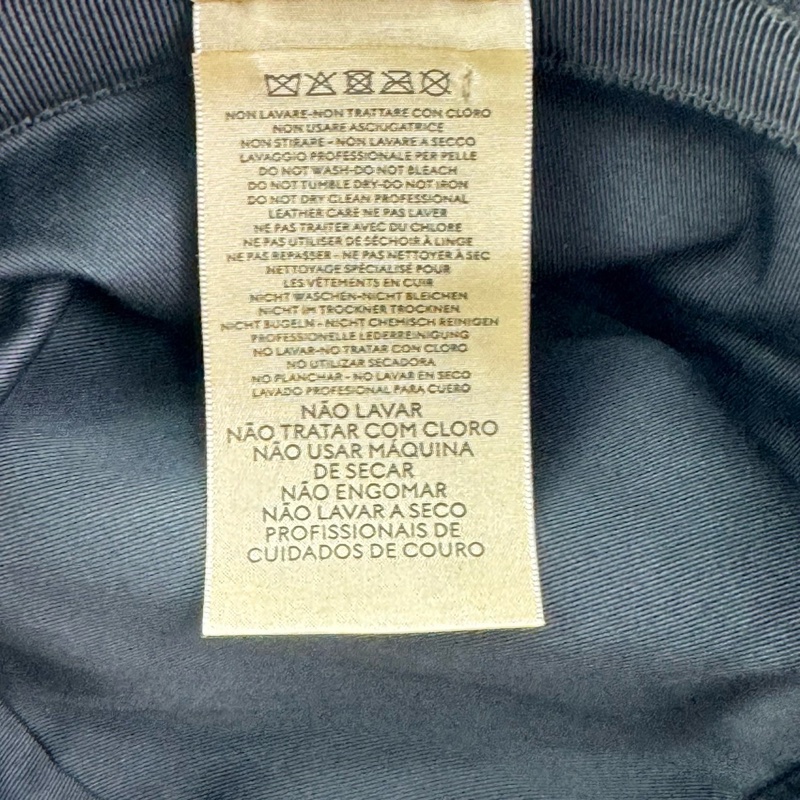 NON LAVARE-NON TRATTARE CON CLORO
NON USARE ASCIUGATRICE
NON STIRARE - NON LAVARE A SECCO
LAVAGGIO PROFESSIONALE PER PELLE
DO NOT WASH-DO NOT BLEACH
DO NOT TUMBLE DRY-DO NOT IRON
DO NOT DRY CLEAN PROFESSIONAL
LEATHER CARE NE PAS LAVER
NE PAS TRAITER AVEC DU CHLORE
NE PAS UTILISER DE SÉCHOIR À LINGE
NE PAS REPASSER - NE PAS NETTOYER À SEC
NETTOYAGE SPÉCIALISÉ POUR
LES VÊTEMENTS EN CUIR
NICHT WASCHEN-NICHT BLEICHEN
NICHT IM TROCKNER TROCKNEN
NICHT BUGELN - NICHT CHEMISCH REINIGEN
PROFESSIONELLE LEDERREINIGUNG
NO LAVAR-NO TRATAR CON CLORO
NO UTILIZAR SECADORA
NO PLANCHAR - NO LAVAR EN SECO
LAVADO PROFESIONAL PARA CUERO
NÃO LAVAR
NÃO TRATAR COM CLORO
NÃO USAR MÁQUINA
DE SECAR
NÃO ENGOMAR
NÃO LAVAR A SECO
PROFISSIONAIS DE
CUIDADOS DE COURO